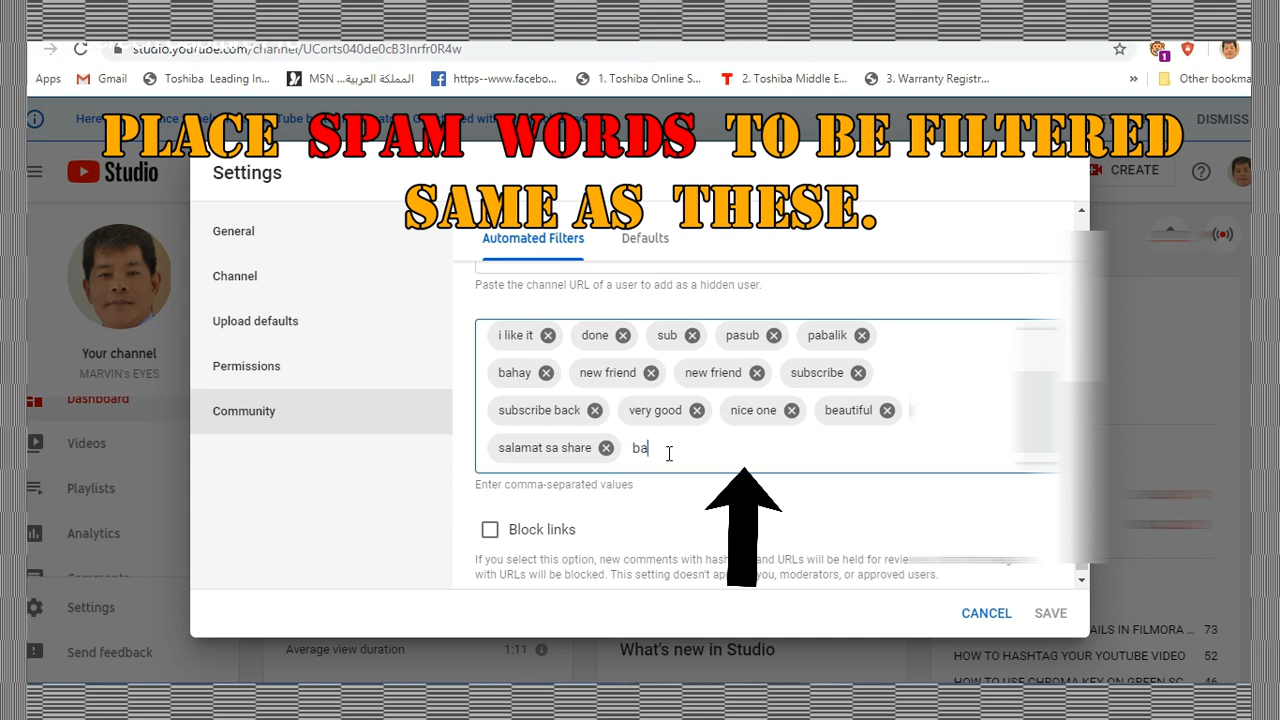 studio.youtube.com/channel/UCorts040de0cB3Inrfr0R4w
Apps Gmail Toshiba Leading In... MSN المملكة العربية... https--www.facebo... 1. Toshiba Online S... 2. Toshiba Middle E... 3. Warranty Registr... » Other bookma
PLACE SPAM WORDS TO BE FILTERED
SAME AS THESE.
DISMISS
Studio
CREATE
Settings
General
Channel
Upload defaults
Permissions
Community
Automated Filters Defaults
Paste the channel URL of a user to add as a hidden user.
i like it done sub pasub pabalik
bahay new friend new friend subscribe
subscribe back very good nice one beautiful
salamat sa share ba
Enter comma-separated values
Block links
If you select this option, new comments with and URLs will be held for
with URLs will be blocked. This setting doesn't you, moderators, or approved users.
CANCEL SAVE
Your channel
MARVIN's EYES
Dashboard
Videos
Playlists
Analytics
Settings
Send feedback
Average view duration 1:11
What's new in Studio
AILS IN FILMORA ... 73
HOW TO HASHTAG YOUR YOUTUBE VIDEO 52
HOW TO USE CHROMA KEY ON GREEN SC... 46